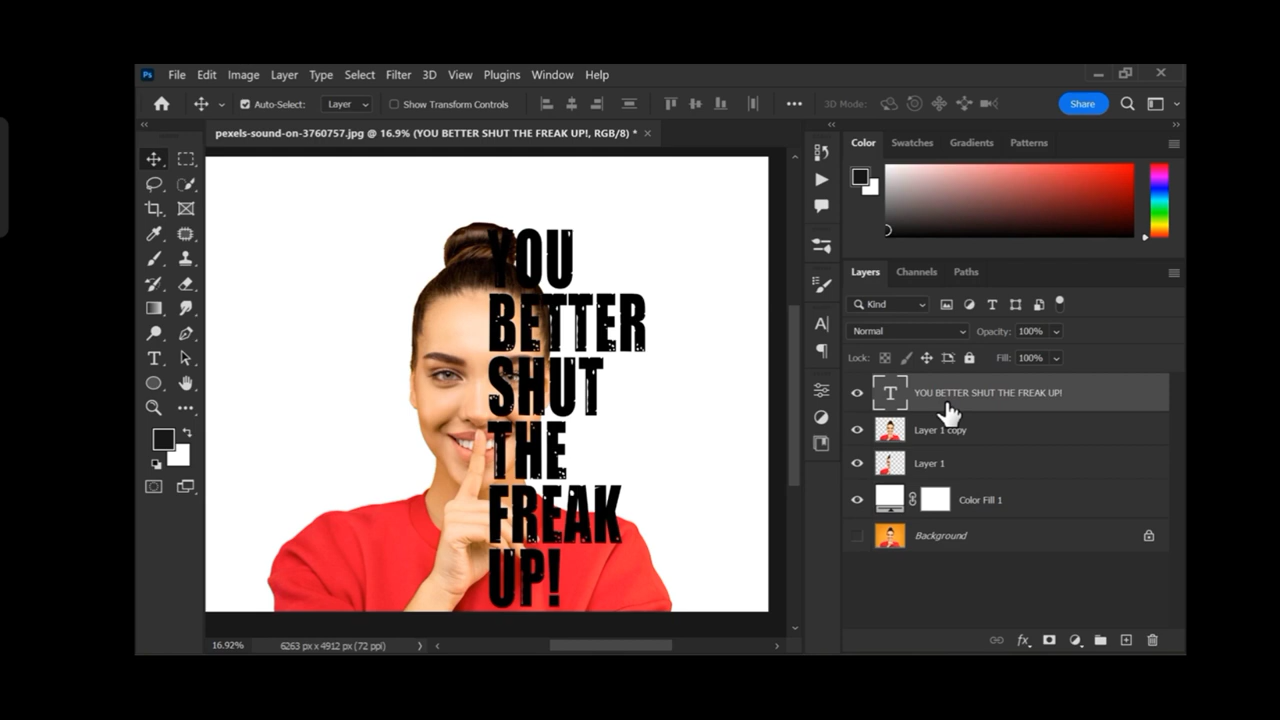 Ps File Edit Image Layer Type Select Filter 3D View Plugins Window Help
Auto-Select: Layer Show Transform Controls ••• 3D Mode: Share
pexels-sound-on-3760757.jpg @ 16.9% (YOU BETTER SHUT THE FREAK UP!, RGB/8) *
Color Swatches Gradients Patterns
YOU
BETTER
SHUT
THE
FREAK
UP!
Layers Channels Paths
Kind
Normal Opacity: 100%
Lock: Fill: 100%
YOU BETTER SHUT THE FREAK UP!
Layer 1 copy
Layer 1
Color Fill 1
Background
16.92% 6263 px x 4912 px (72 ppi)
fx